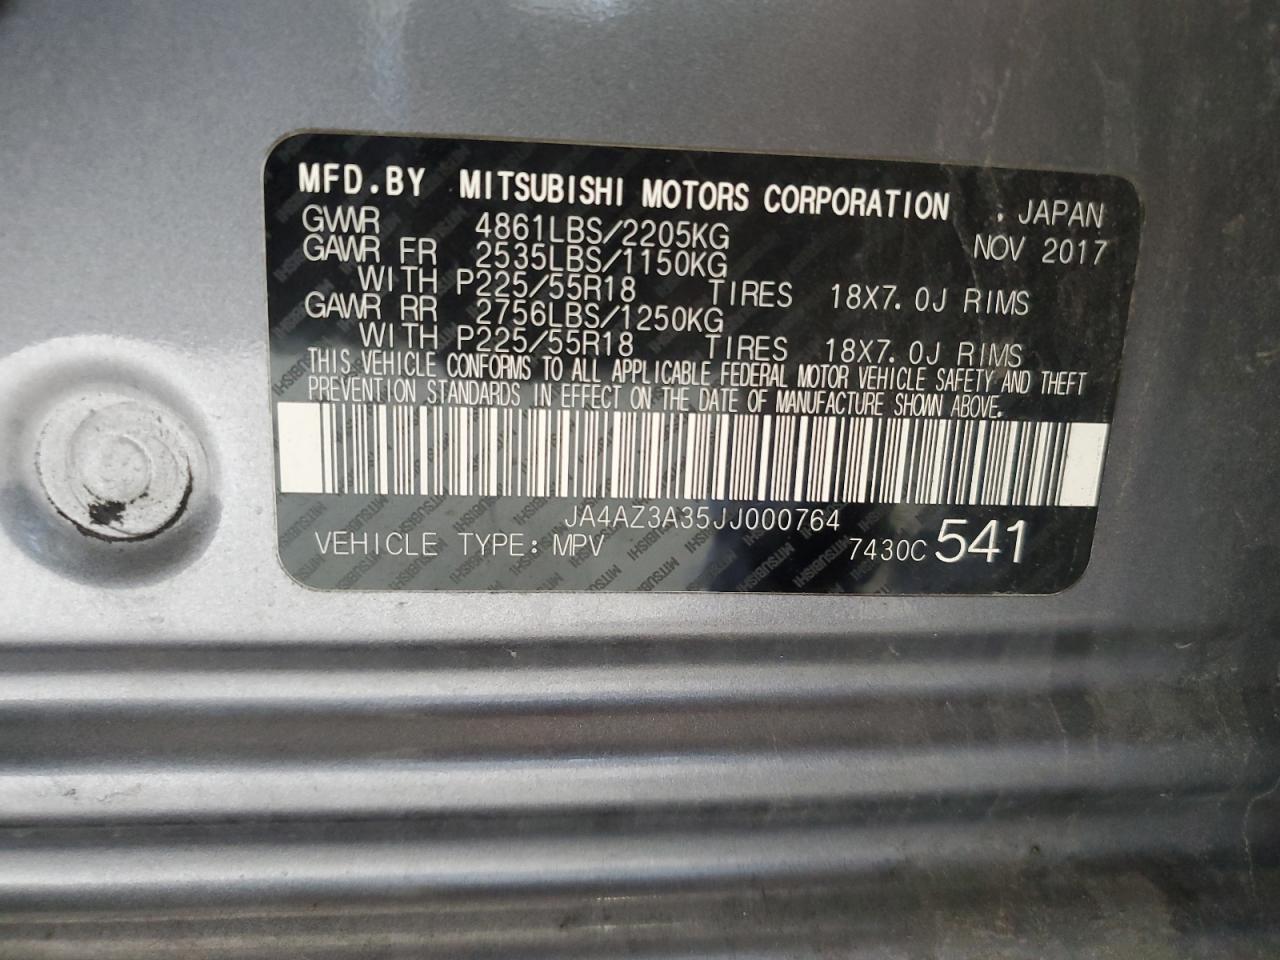 MFD.BY MITSUBISHI MOTORS CORPORATION . JAPAN
GWWR 4861LBS/2205KG NOV 2017
GAWR FR 2535LBS/1150KG
WITH P225/55R18 TIRES 18X7.0J RIMS
GAWR RR 2756LBS/1250KG
WITH P225/55R18 TIRES 18X7.0J RIMS
THIS VEHICLE CONFORMS TO ALL APPLICABLE FEDERAL MOTOR VEHICLE SAFETY AND THEFT
PREVENTION STANDARDS IN EFFECT ON THE DATE OF MANUFACTURE SHOWN ABOVE.
JA4AZ3A35JJ000764
VEHICLE TYPE: MPV 7430C 541